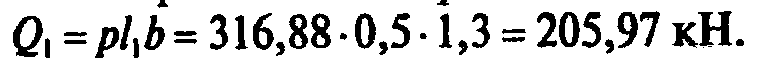 Q₁ = pl₁b = 316,88·0,5·1,3 = 205,97 кН.